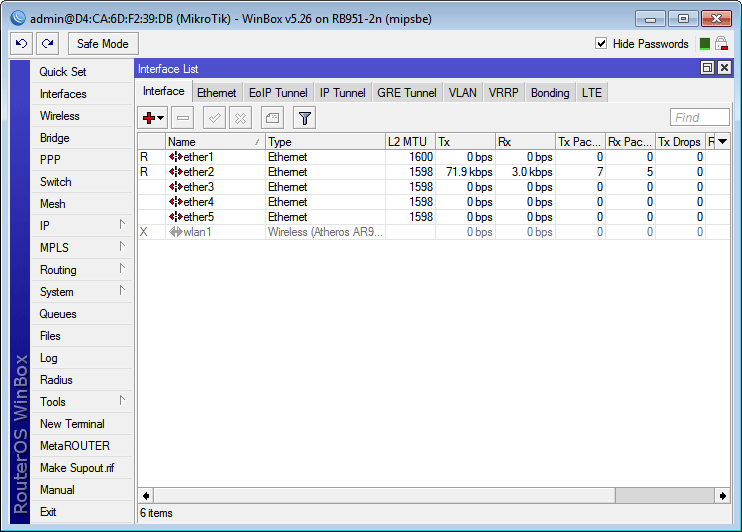 admin@D4:CA:6D:F2:39:DB (MikroTik) - WinBox v5.26 on RB951-2n (mipsbe)
Safe Mode
Hide Passwords
RouterOS WinBox
Quick Set
Interfaces
Wireless
Bridge
PPP
Switch
Mesh
IP
MPLS
Routing
System
Queues
Files
Log
Radius
Tools
New Terminal
MetaROUTER
Make Supout.rif
Manual
Exit
Interface List
Interface Ethernet EoIP Tunnel IP Tunnel GRE Tunnel VLAN VRRP Bonding LTE
Find
Name Type L2 MTU Tx Rx Tx Pac... Rx Pac... Tx Drops R
R ether1 Ethernet 1600 0 bps 0 bps 0 0 0
R ether2 Ethernet 1598 71.9 kbps 3.0 kbps 7 5 0
ether3 Ethernet 1598 0 bps 0 bps 0 0 0
ether4 Ethernet 1598 0 bps 0 bps 0 0 0
ether5 Ethernet 1598 0 bps 0 bps 0 0 0
X wlan1 Wireless (Atheros AR9... 0 bps 0 bps 0 0 0
6 items